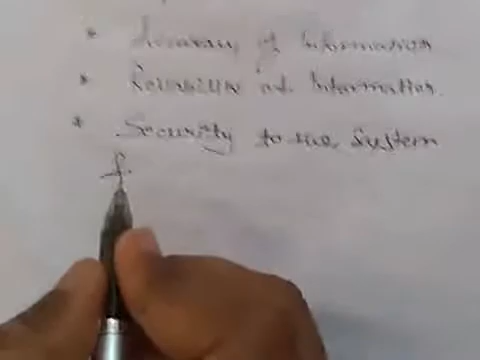 * Accuracy of Information
* of Information
* Security to the System